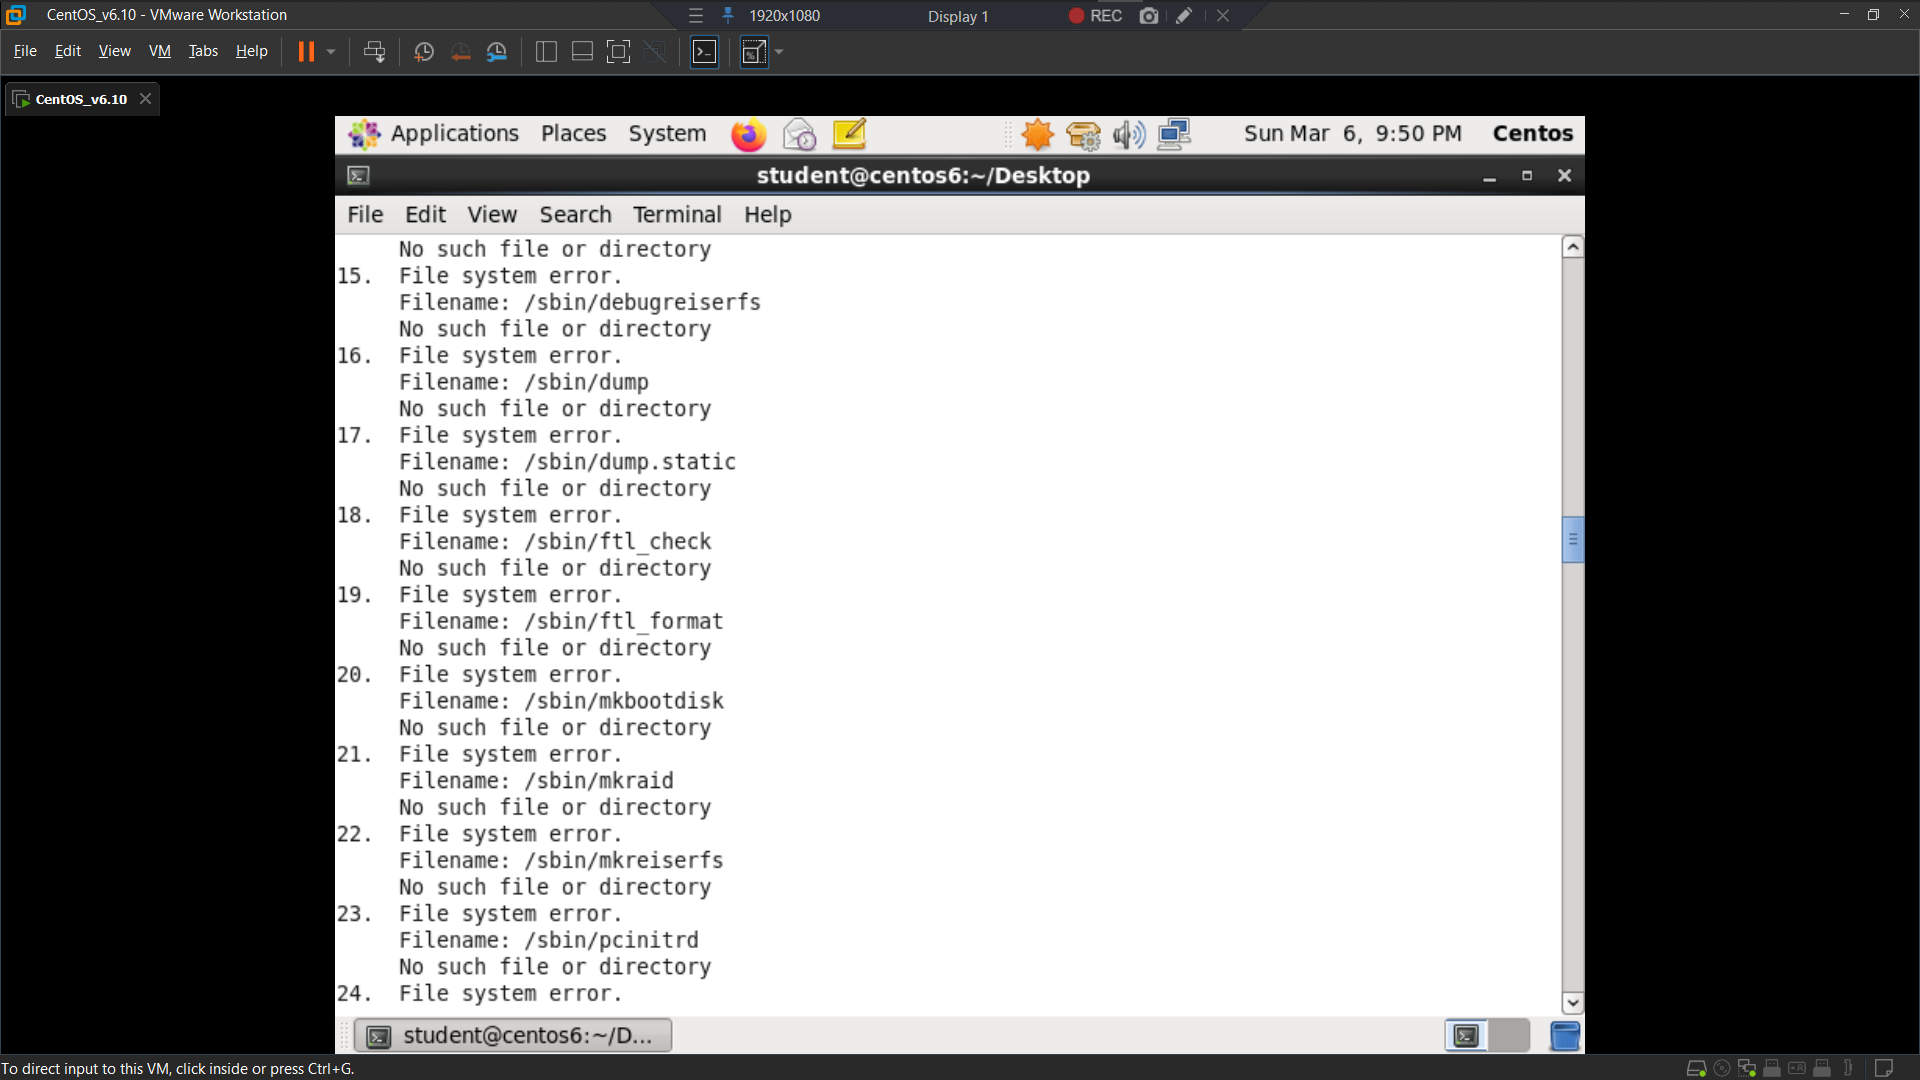 CentOS_v6.10 - VMware Workstation
1920x1080
Display 1
REC
File Edit View VM Tabs Help
CentOS_v6.10
Applications Places System
Sun Mar 6, 9:50 PM Centos
student@centos6:~/Desktop
File Edit View Search Terminal Help
No such file or directory
15. File system error.
Filename: /sbin/debugreiserfs
No such file or directory
16. File system error.
Filename: /sbin/dump
No such file or directory
17. File system error.
Filename: /sbin/dump.static
No such file or directory
18. File system error.
Filename: /sbin/ftl_check
No such file or directory
19. File system error.
Filename: /sbin/ftl_format
No such file or directory
20. File system error.
Filename: /sbin/mkbootdisk
No such file or directory
21. File system error.
Filename: /sbin/mkraid
No such file or directory
22. File system error.
Filename: /sbin/mkreiserfs
No such file or directory
23. File system error.
Filename: /sbin/pcinitrd
No such file or directory
24. File system error.
student@centos6:~/D...
To direct input to this VM, click inside or press Ctrl+G.